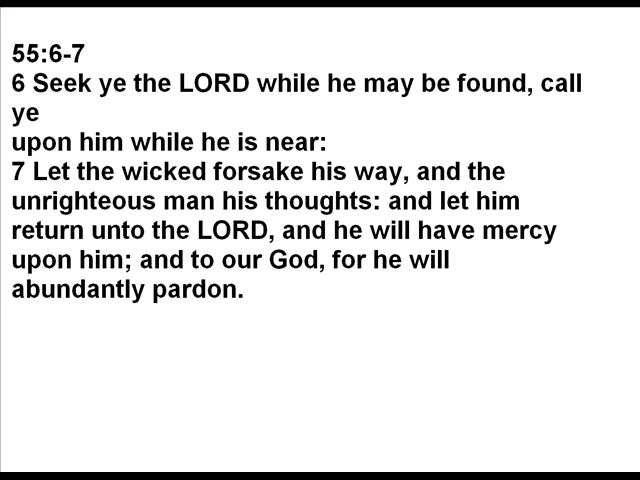 55:6-7
6 Seek ye the LORD while he may be found, call
ye
upon him while he is near:
7 Let the wicked forsake his way, and the
unrighteous man his thoughts: and let him
return unto the LORD, and he will have mercy
upon him; and to our God, for he will
abundantly pardon.